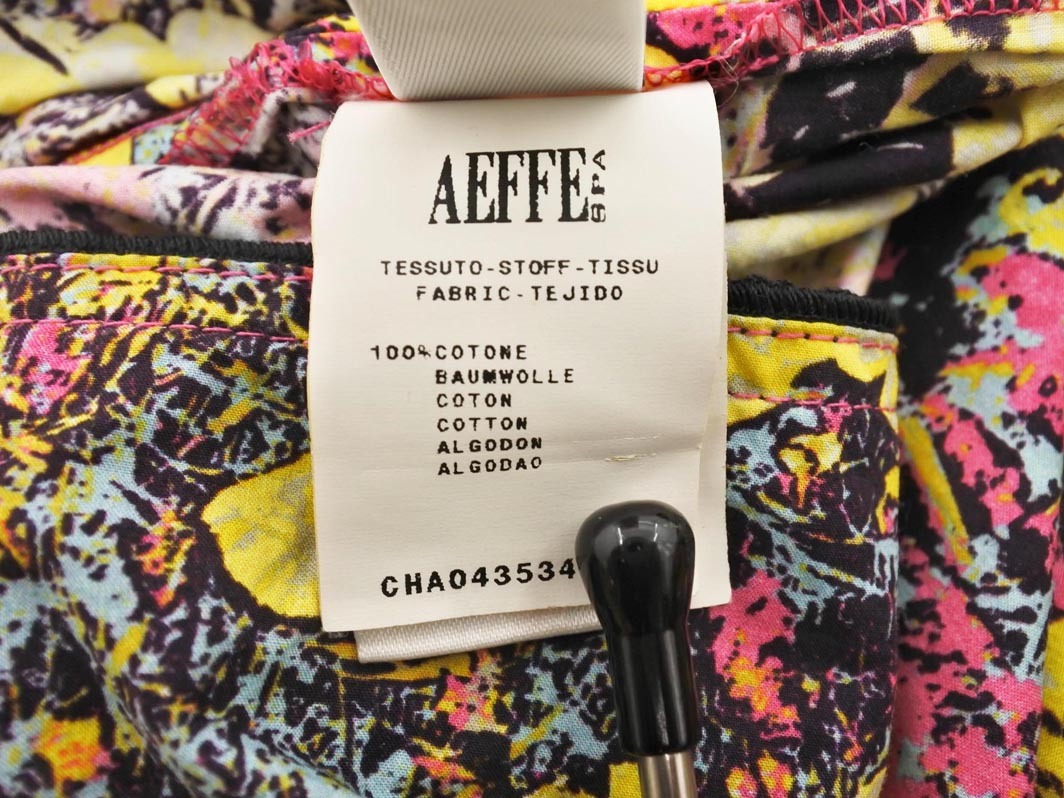 AEFFE SPA
TESSUTO-STOFF-TISSU
FABRIC-TEJIDO
100% COTONE
BAUMWOLLE
COTON
COTTON
ALGODON
ALGODAO
CHA043534